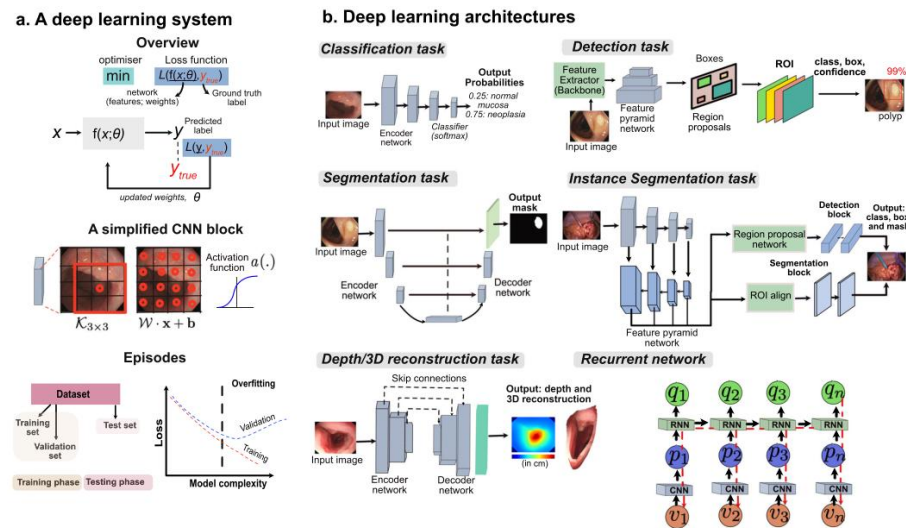 a. A deep learning system
Overview
optimiser
min
Loss function
L(f(x;θ),y_true)
network
(features; weights)
Ground truth
label
x
f(x;θ)
y
Predicted
label
L(y,y_true)
y_true
updated weights, θ
A simplified CNN block
Activation
function a(.)
𝒦3×3
𝒲 · x + b
Episodes
Dataset
Training
set
Validation
set
Test set
Training phase
Testing phase
Loss
Overfitting
Validation
Training
Model complexity
b. Deep learning architectures
Classification task
Input image
Encoder network
Classifier
(softmax)
Output
Probabilities
0.25: normal
mucosa
0.75: neoplasia
Detection task
Feature
Extractor
(Backbone)
Input image
Feature
pyramid network
Boxes
Region
proposals
ROI
class, box,
confidence
99%
polyp
Segmentation task
Input image
Encoder
network
Decoder
network
Output
mask
Instance Segmentation task
Input image
Feature pyramid
network
Region proposal
network
ROI align
Detection
block
Segmentation
block
Output:
class, box
and mask
Depth/3D reconstruction task
Skip connections
Input image
Encoder
network
Decoder
network
Output: depth and
3D reconstruction
(in cm)
Recurrent network
q1 q2 q3 qn
RNN RNN RNN RNN
p1 p2 p3 pn
CNN CNN CNN CNN
v1 v2 v3 vn